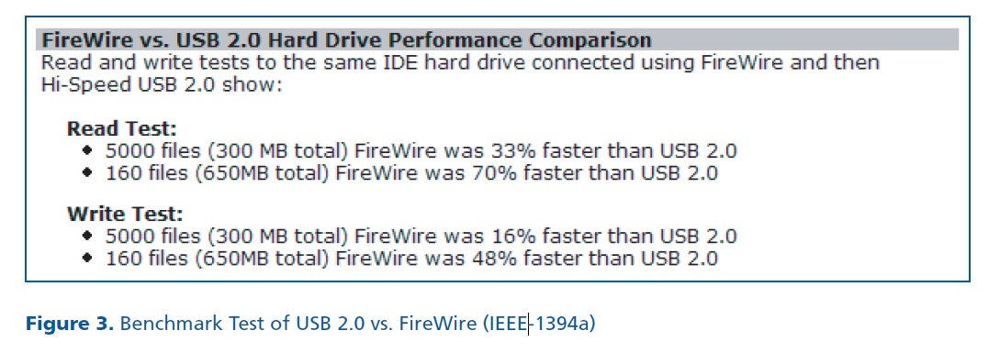 FireWire vs. USB 2.0 Hard Drive Performance Comparison
Read and write tests to the same IDE hard drive connected using FireWire and then
Hi-Speed USB 2.0 show:
Read Test:
• 5000 files (300 MB total) FireWire was 33% faster than USB 2.0
• 160 files (650MB total) FireWire was 70% faster than USB 2.0
Write Test:
• 5000 files (300 MB total) FireWire was 16% faster than USB 2.0
• 160 files (650MB total) FireWire was 48% faster than USB 2.0
Figure 3. Benchmark Test of USB 2.0 vs. FireWire (IEEE-1394a)